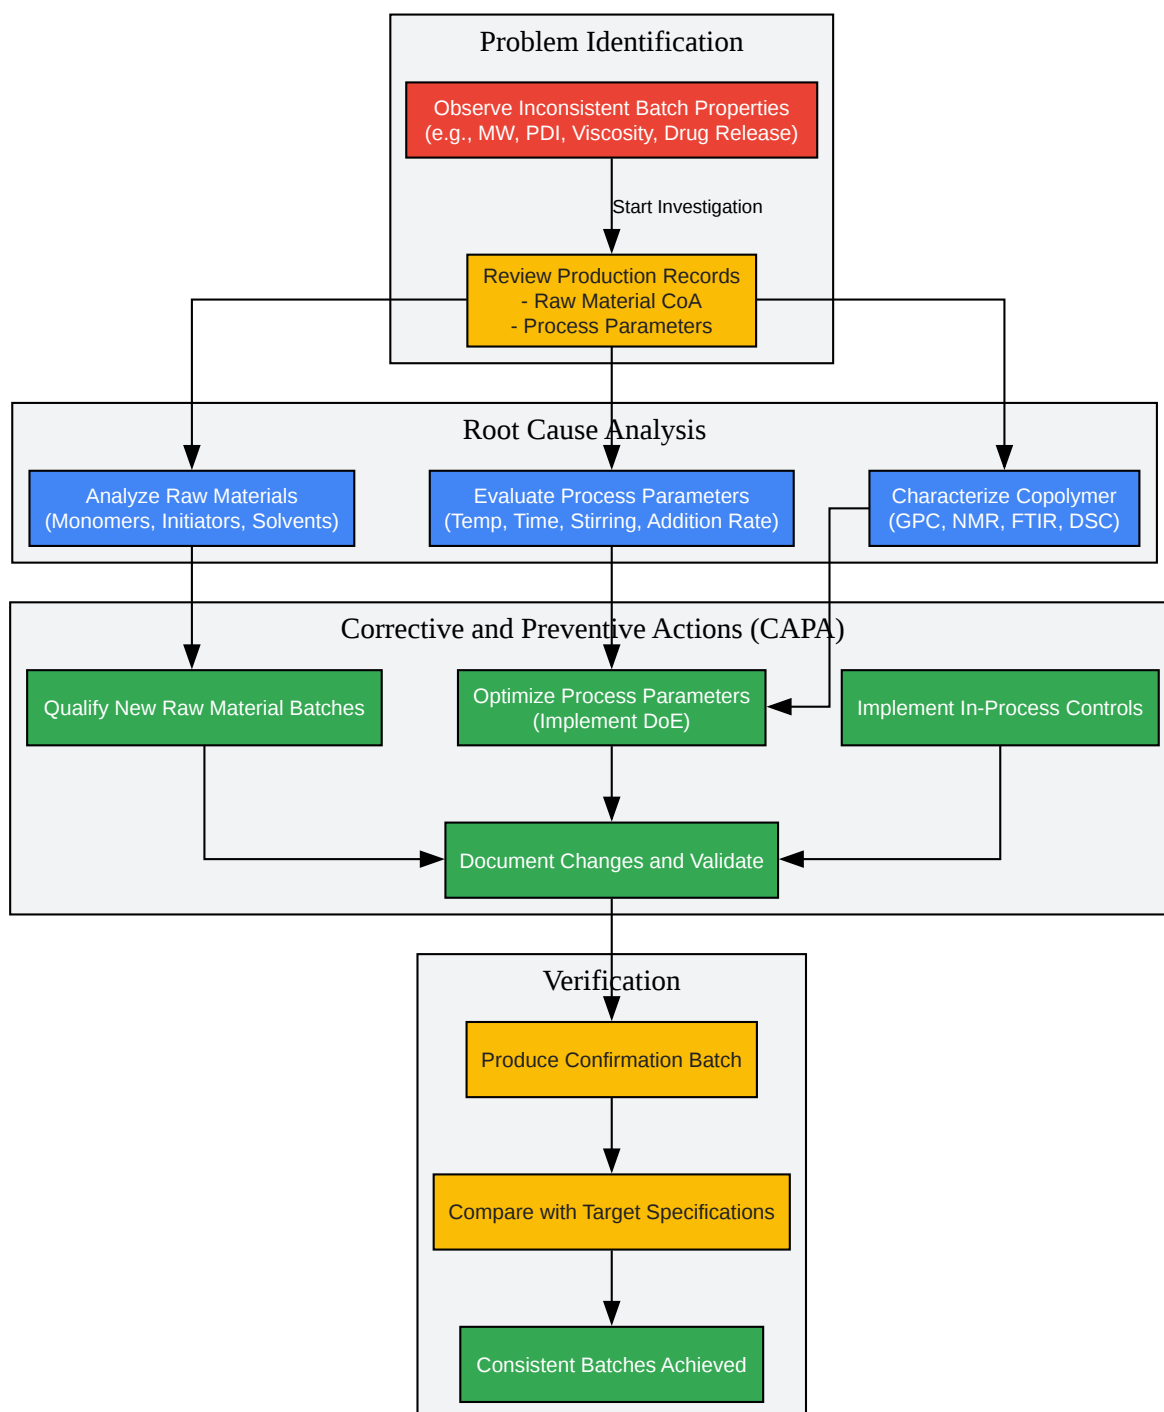 Problem Identification
Observe Inconsistent Batch Properties
(e.g., MW, PDI, Viscosity, Drug Release)
Start Investigation
Review Production Records
- Raw Material CoA
- Process Parameters
Root Cause Analysis
Analyze Raw Materials
(Monomers, Initiators, Solvents)
Evaluate Process Parameters
(Temp, Time, Stirring, Addition Rate)
Characterize Copolymer
(GPC, NMR, FTIR, DSC)
Corrective and Preventive Actions (CAPA)
Qualify New Raw Material Batches
Optimize Process Parameters
(Implement DoE)
Implement In-Process Controls
Document Changes and Validate
Verification
Produce Confirmation Batch
Compare with Target Specifications
Consistent Batches Achieved